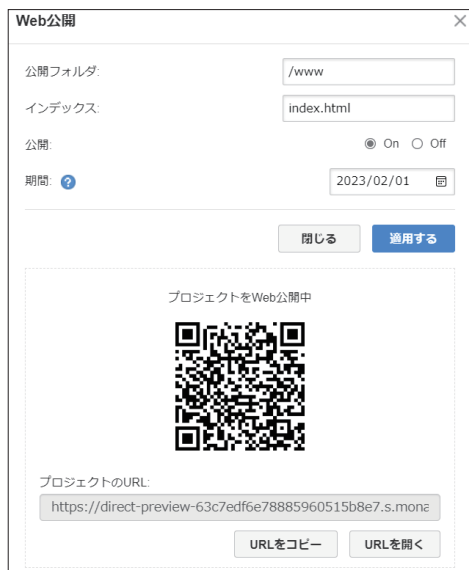 Web公開
公開フォルダ: /www
インデックス: index.html
公開: On Off
期間: ? 2023/02/01
閉じる 適用する
プロジェクトをWeb公開中
プロジェクトのURL:
https://direct-preview-63c7edf6e78885960515b8e7.s.mona
URLをコピー URLを開く